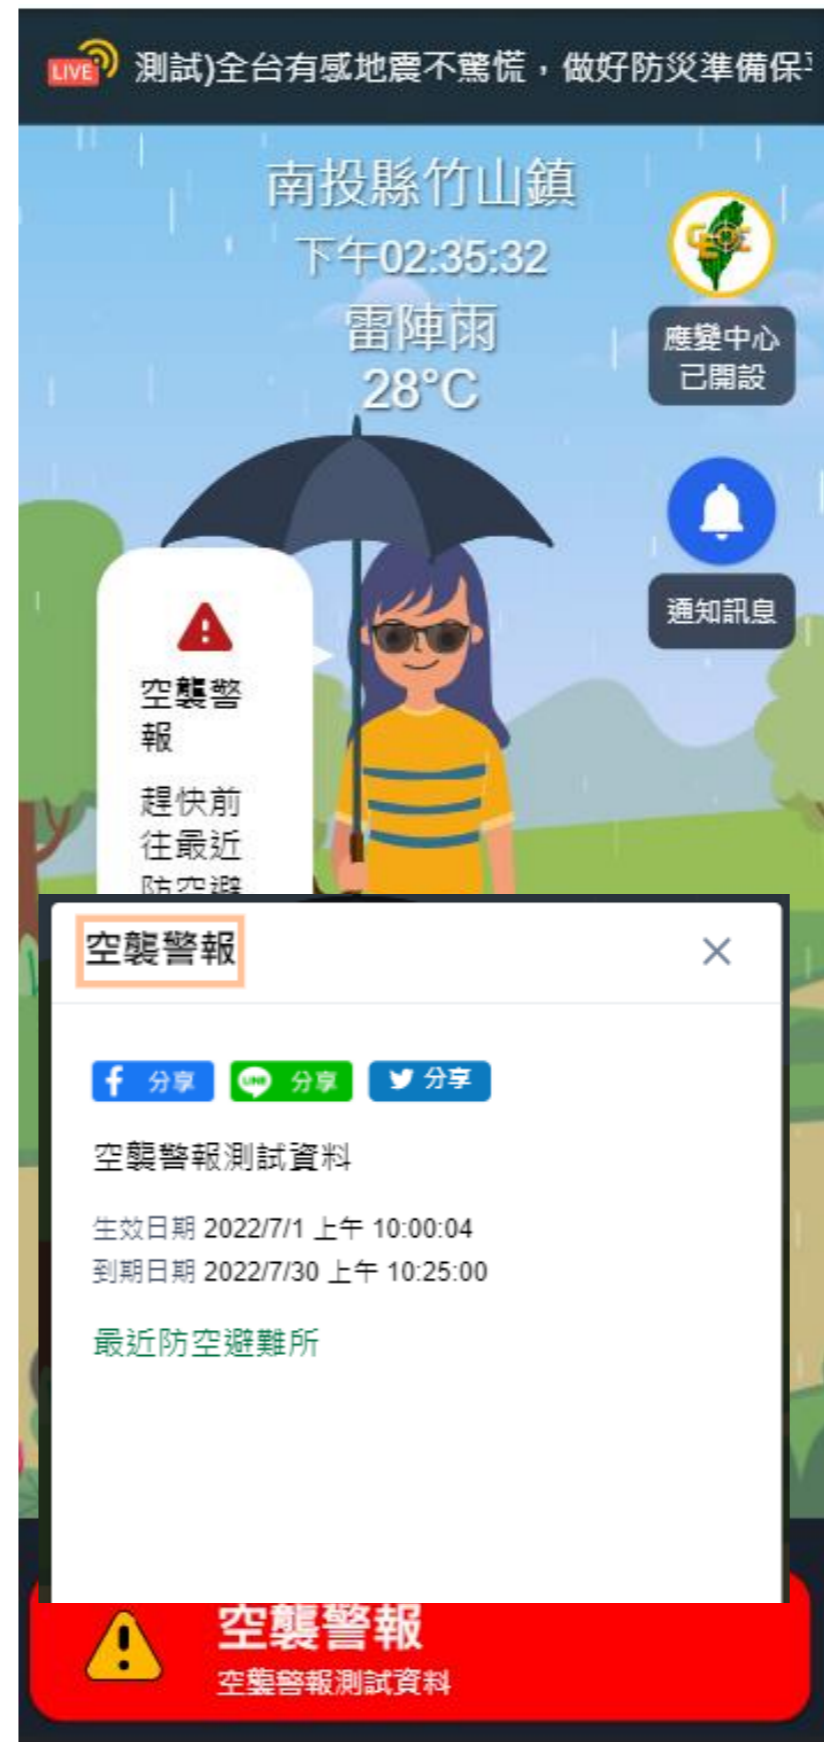 LIVE 測試)全台有感地震不驚慌，做好防災準備保
南投縣竹山鎮
下午02:35:32
雷陣雨
28°C
應變中心
已開設
通知訊息
空襲警
報
趕快前
往最近
防空避
空襲警報
分享
LINE 分享
分享
空襲警報測試資料
生效日期 2022/7/1 上午 10:00:04
到期日期 2022/7/30 上午 10:25:00
最近防空避難所
空襲警報
空襲警報測試資料